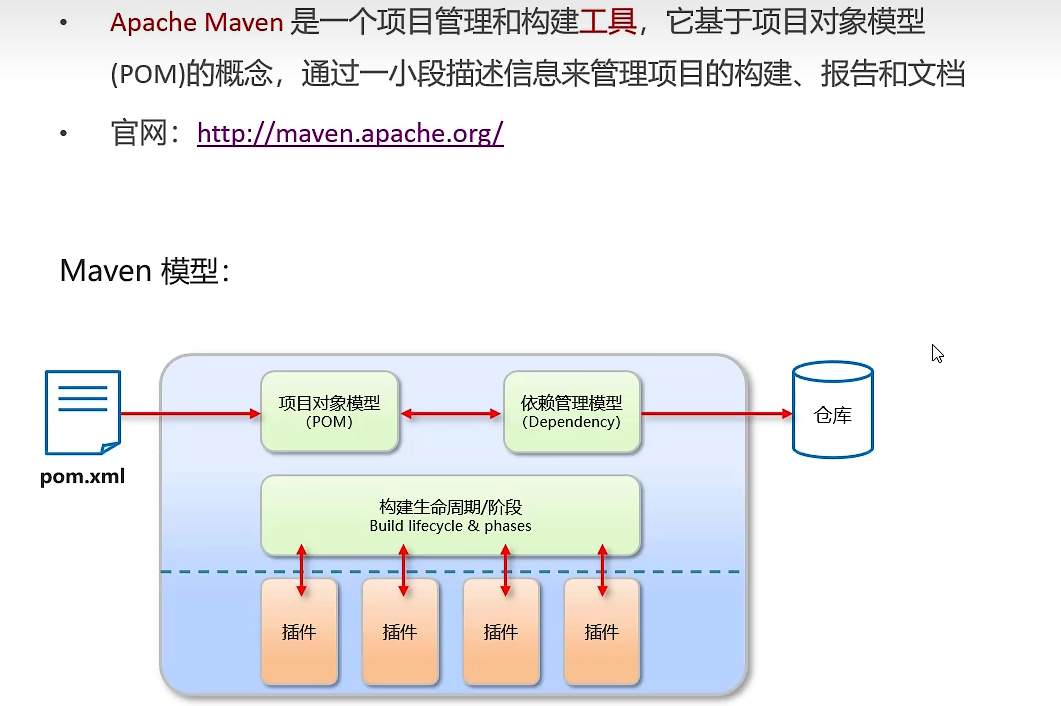 • Apache Maven 是一个项目管理和构建工具，它基于项目对象模型
(POM)的概念，通过一小段描述信息来管理项目的构建、报告和文档
• 官网：http://maven.apache.org/
Maven 模型：
项目对象模型
(POM)
依赖管理模型
(Dependency)
仓库
pom.xml
构建生命周期/阶段
Build lifecycle & phases
插件
插件
插件
插件